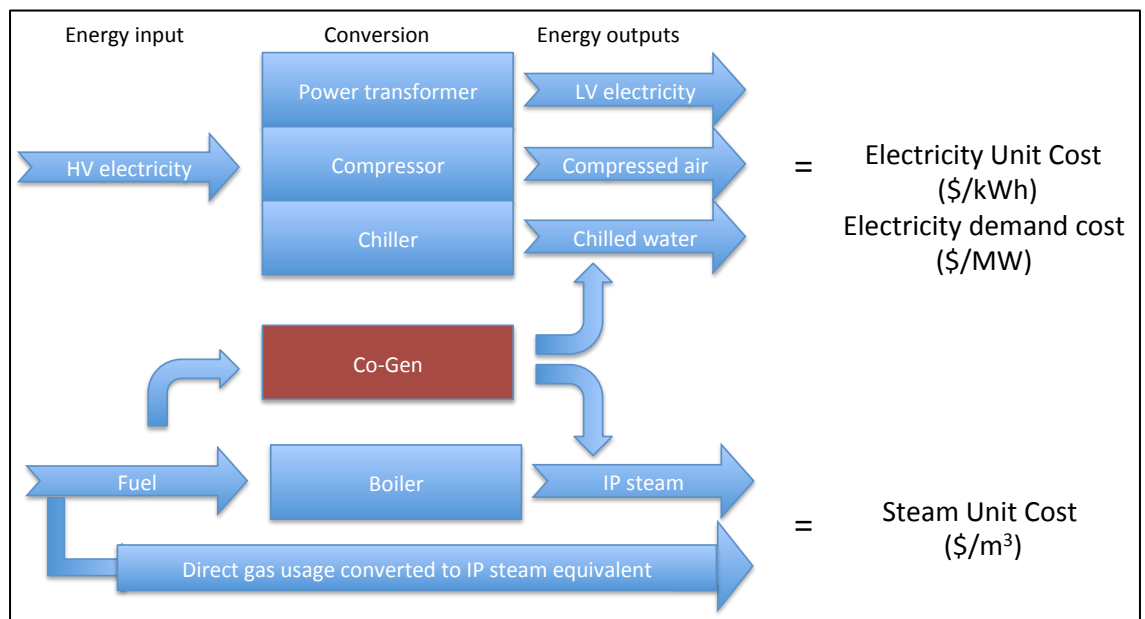 Energy input
Conversion
Energy outputs
Power transformer
LV electricity
HV electricity
Compressor
Compressed air
=
Electricity Unit Cost
($/kWh)
Electricity demand cost
($/MW)
Chiller
Chilled water
Co-Gen
Fuel
Boiler
IP steam
=
Steam Unit Cost
($/m³)
Direct gas usage converted to IP steam equivalent